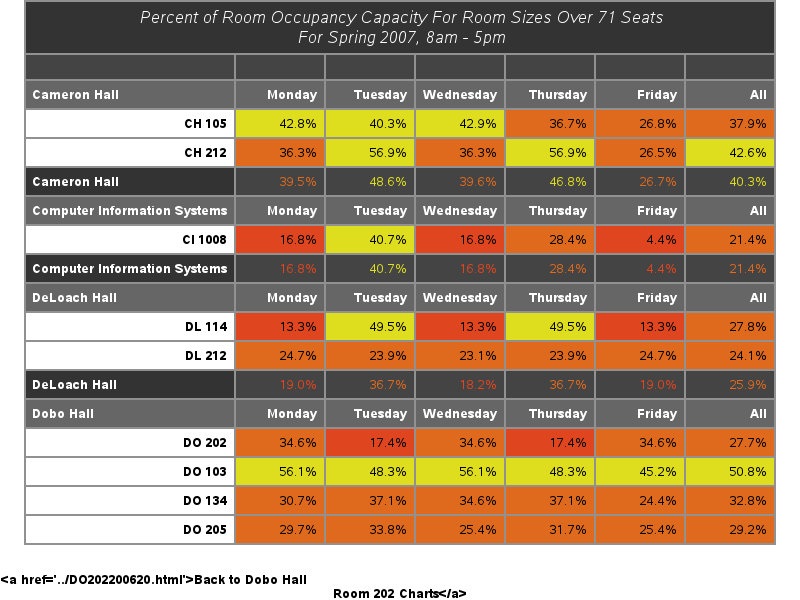 Percent of Room Occupancy Capacity For Room Sizes Over 71 Seats
For Spring 2007, 8am - 5pm
Cameron Hall Monday Tuesday Wednesday Thursday Friday All
CH 105 42.8% 40.3% 42.9% 36.7% 26.8% 37.9%
CH 212 36.3% 56.9% 36.3% 56.9% 26.5% 42.6%
Cameron Hall 39.5% 48.6% 39.6% 46.8% 26.7% 40.3%
Computer Information Systems Monday Tuesday Wednesday Thursday Friday All
CI 1008 16.8% 40.7% 16.8% 28.4% 4.4% 21.4%
Computer Information Systems 16.8% 40.7% 16.8% 28.4% 4.4% 21.4%
DeLoach Hall Monday Tuesday Wednesday Thursday Friday All
DL 114 13.3% 49.5% 13.3% 49.5% 13.3% 27.8%
DL 212 24.7% 23.9% 23.1% 23.9% 24.7% 24.1%
DeLoach Hall 19.0% 36.7% 18.2% 36.7% 19.0% 25.9%
Dobo Hall Monday Tuesday Wednesday Thursday Friday All
DO 202 34.6% 17.4% 34.6% 17.4% 34.6% 27.7%
DO 103 56.1% 48.3% 56.1% 48.3% 45.2% 50.8%
DO 134 30.7% 37.1% 34.6% 37.1% 24.4% 32.8%
DO 205 29.7% 33.8% 25.4% 31.7% 25.4% 29.2%
<a href='../DO202200620.html'>Back to Dobo Hall
Room 202 Charts</a>